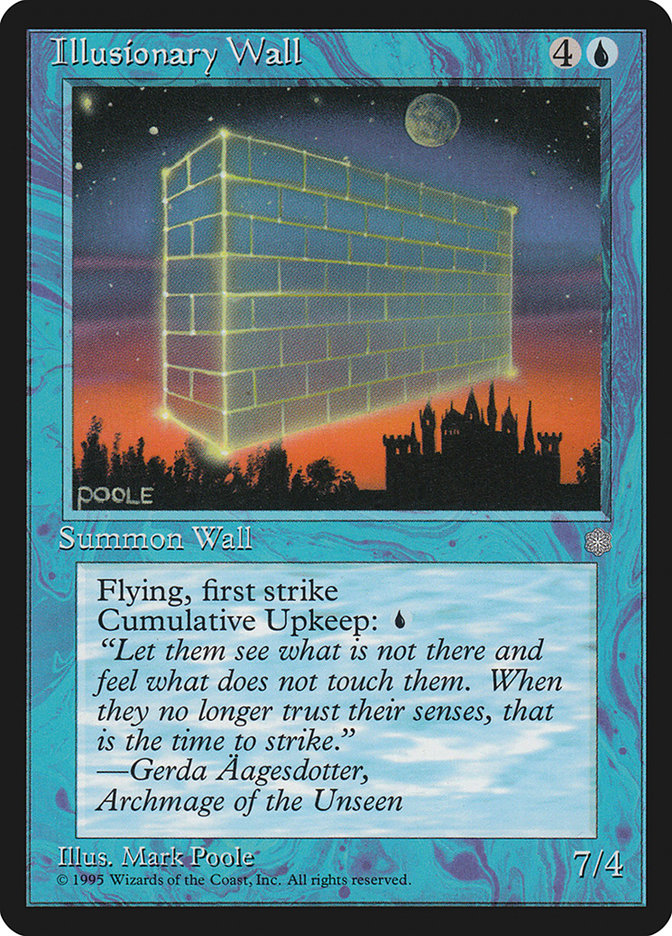 Illusionary Wall 4
POOLE
Summon Wall
Flying, first strike
Cumulative Upkeep:
“Let them see what is not there and
feel what does not touch them. When
they no longer trust their senses, that
is the time to strike.”
—Gerda Äagesdotter,
Archmage of the Unseen
Illus. Mark Poole
7/4
© 1995 Wizards of the Coast, Inc. All rights reserved.